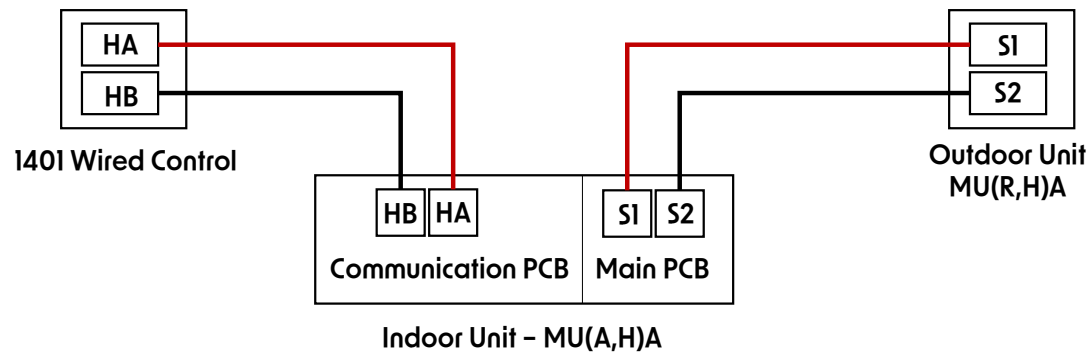 HA
HB
1401 Wired Control
S1
S2
Outdoor Unit
MU(R,H)A
HB HA
S1 S2
Communication PCB
Main PCB
Indoor Unit – MU(A,H)A